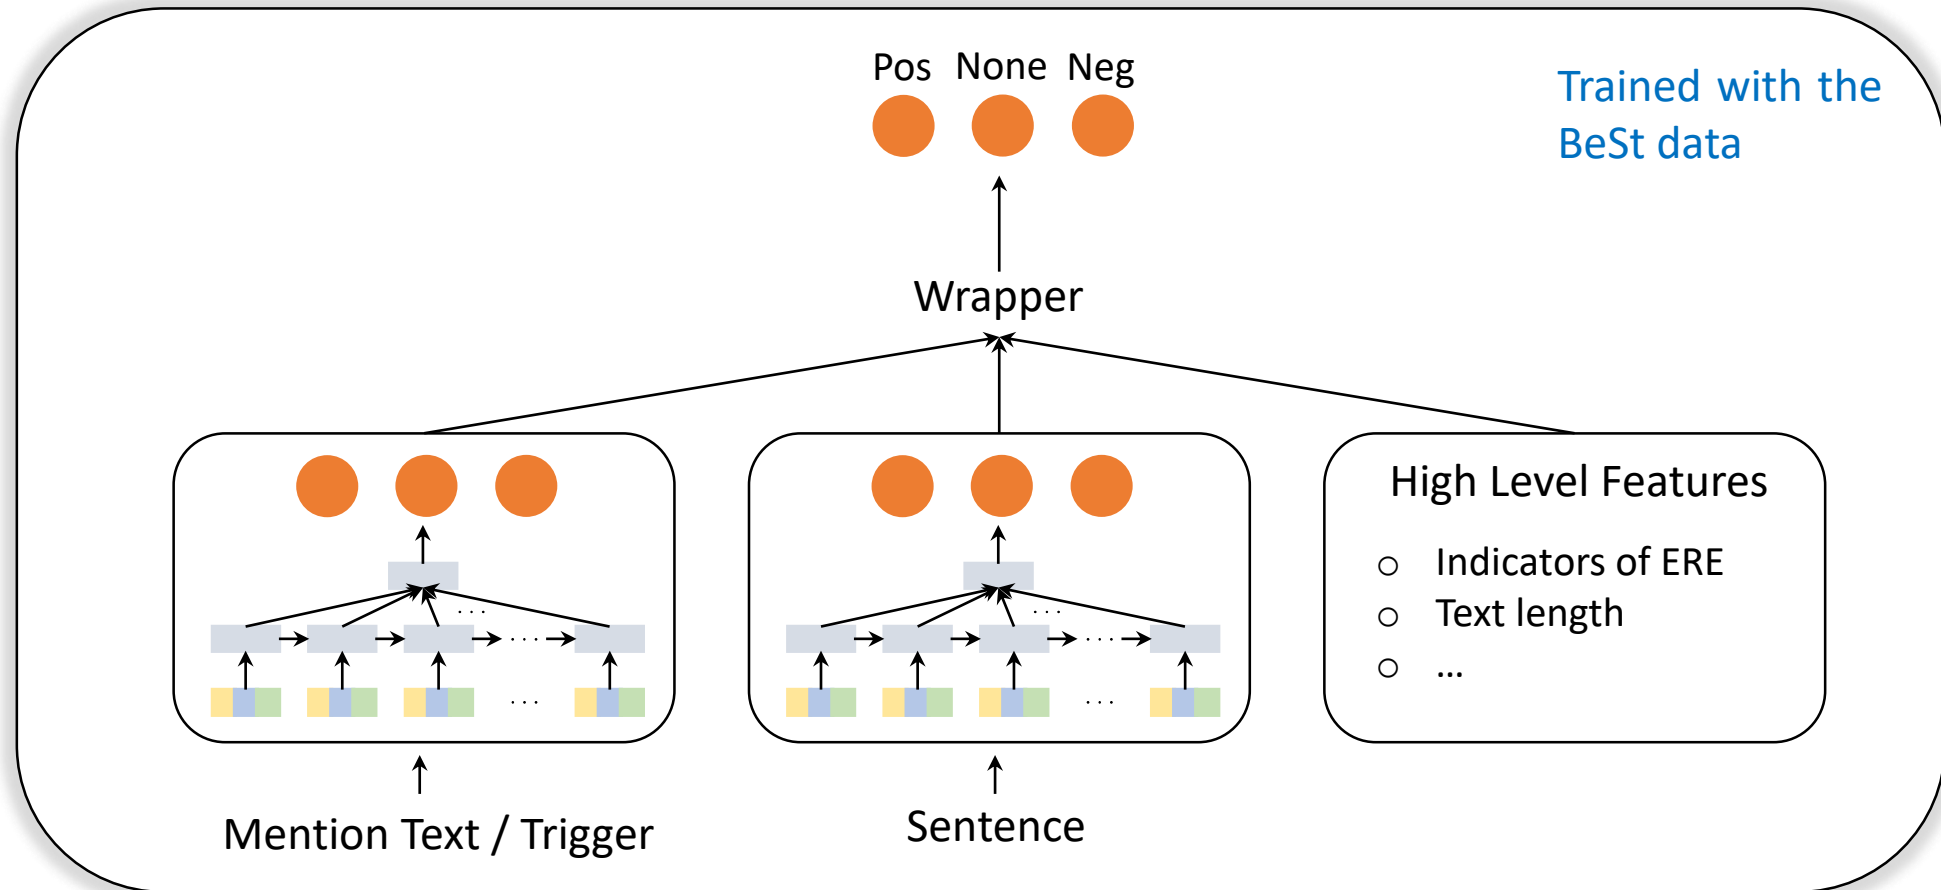 Pos None Neg
Trained with the
BeSt data
Wrapper
High Level Features
Indicators of ERE
Text length
...
Mention Text / Trigger
Sentence